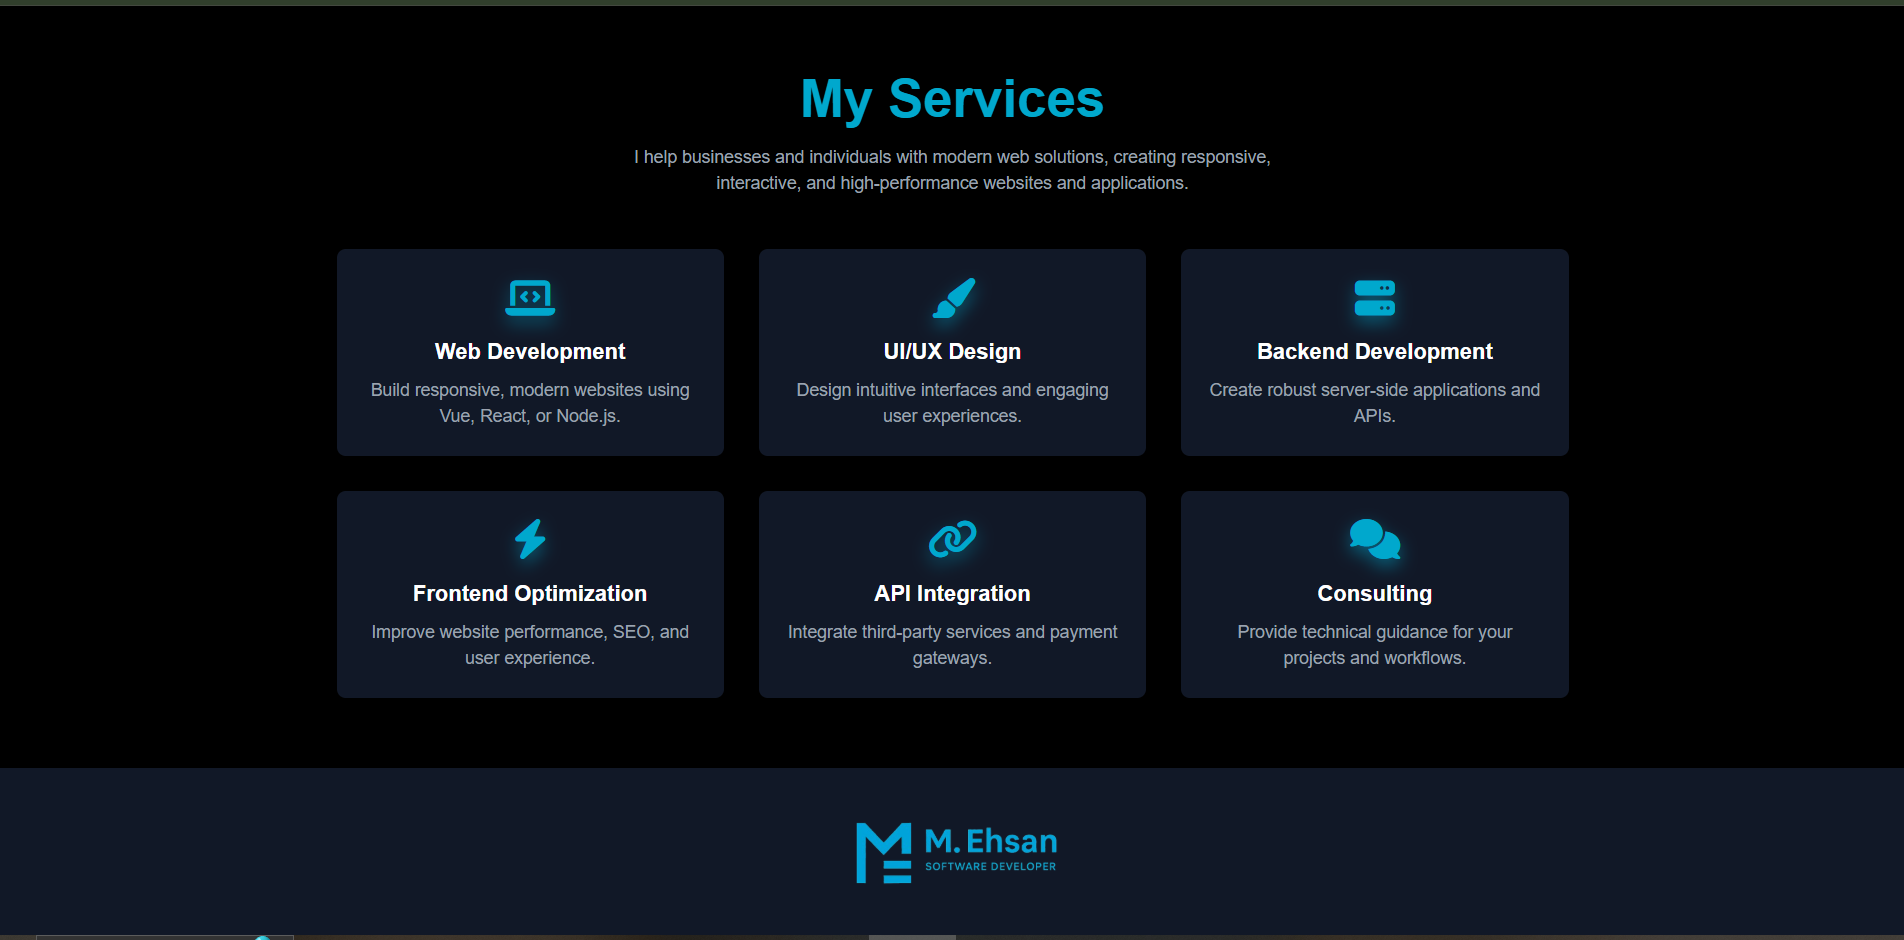 My Services
I help businesses and individuals with modern web solutions, creating responsive,
interactive, and high-performance websites and applications.
Web Development
Build responsive, modern websites using
Vue, React, or Node.js.
UI/UX Design
Design intuitive interfaces and engaging
user experiences.
Backend Development
Create robust server-side applications and
APIs.
Frontend Optimization
Improve website performance, SEO, and
user experience.
API Integration
Integrate third-party services and payment
gateways.
Consulting
Provide technical guidance for your
projects and workflows.
M. Ehsan
SOFTWARE DEVELOPER